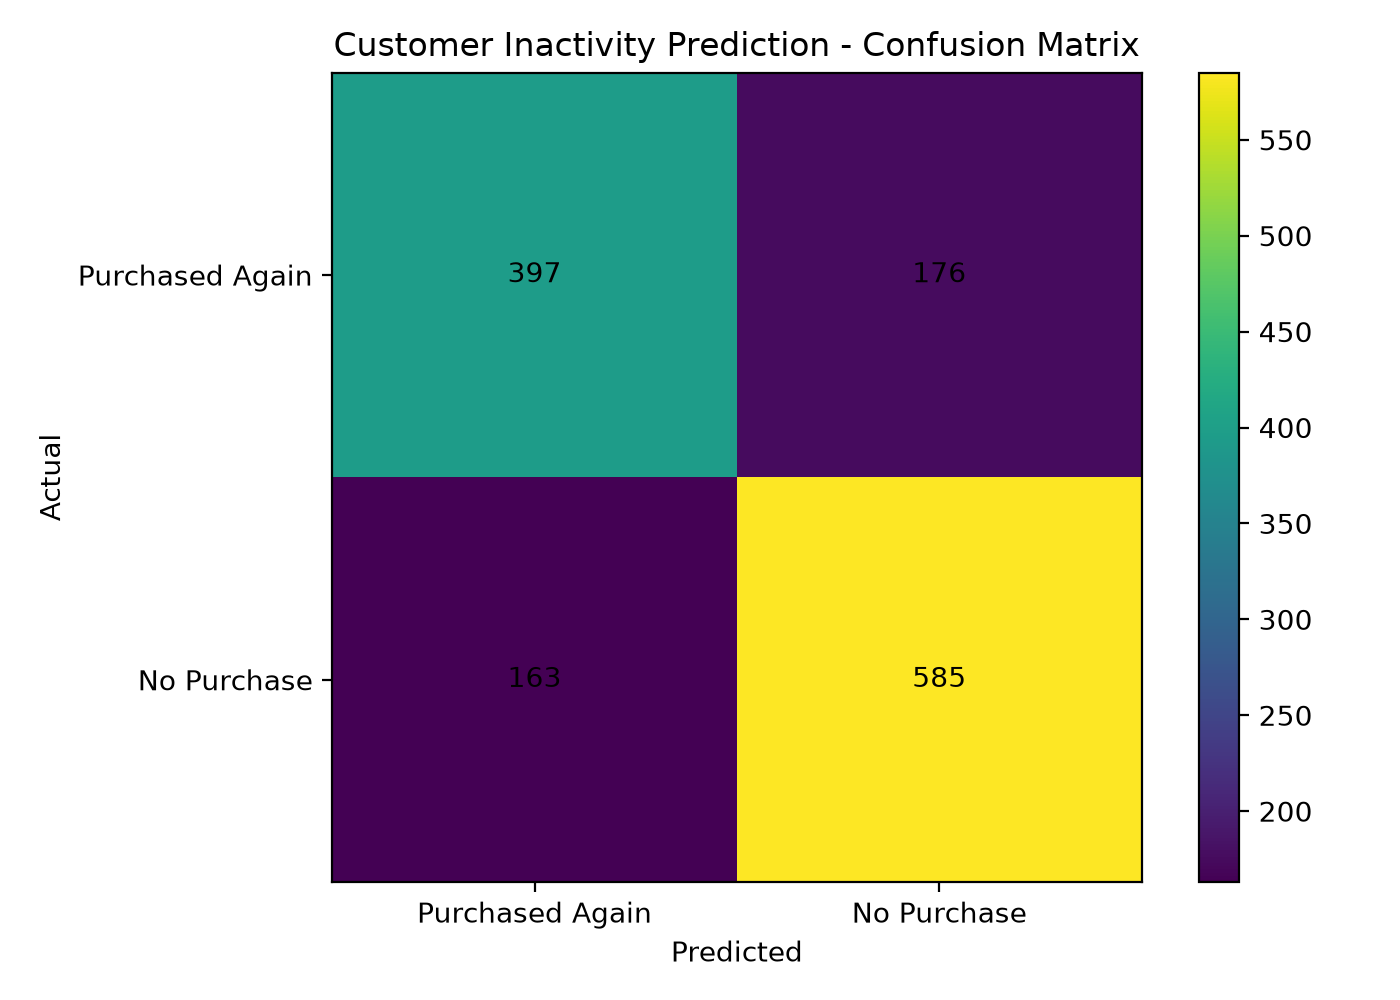 Customer Inactivity Prediction - Confusion Matrix
Purchased Again
397
176
No Purchase
163
585
Actual
Purchased Again
No Purchase
Predicted
550
500
450
400
350
300
250
200